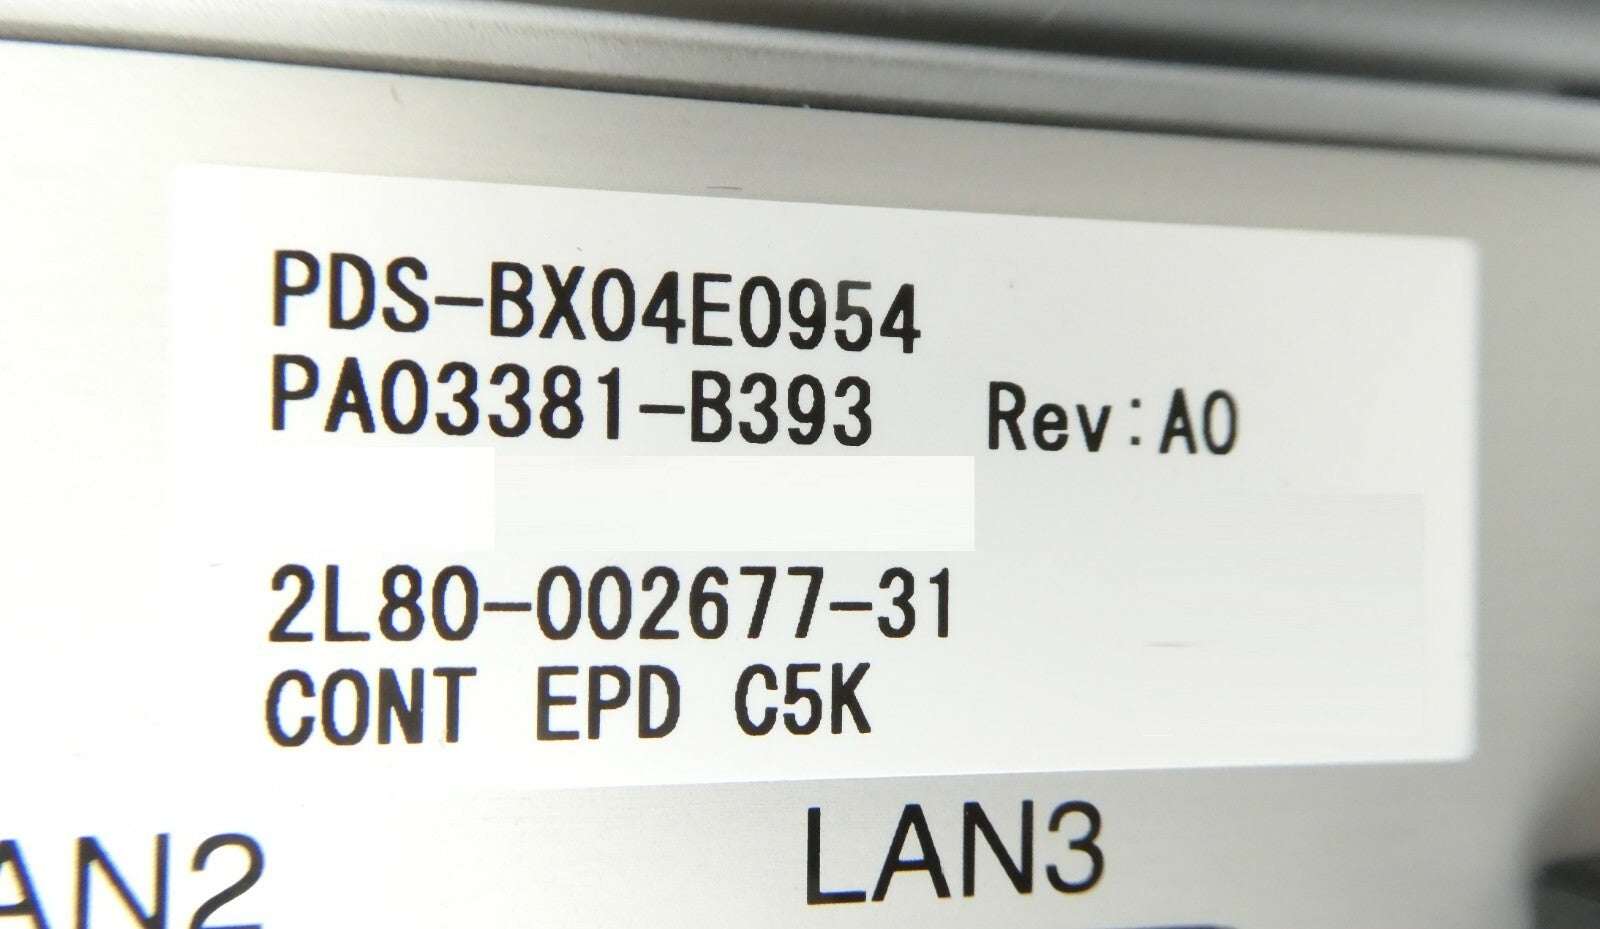 PDS-BX04E0954
PA03381-B393 Rev:A0
2L80-002677-31
CONT EPD C5K
AN2 LAN3